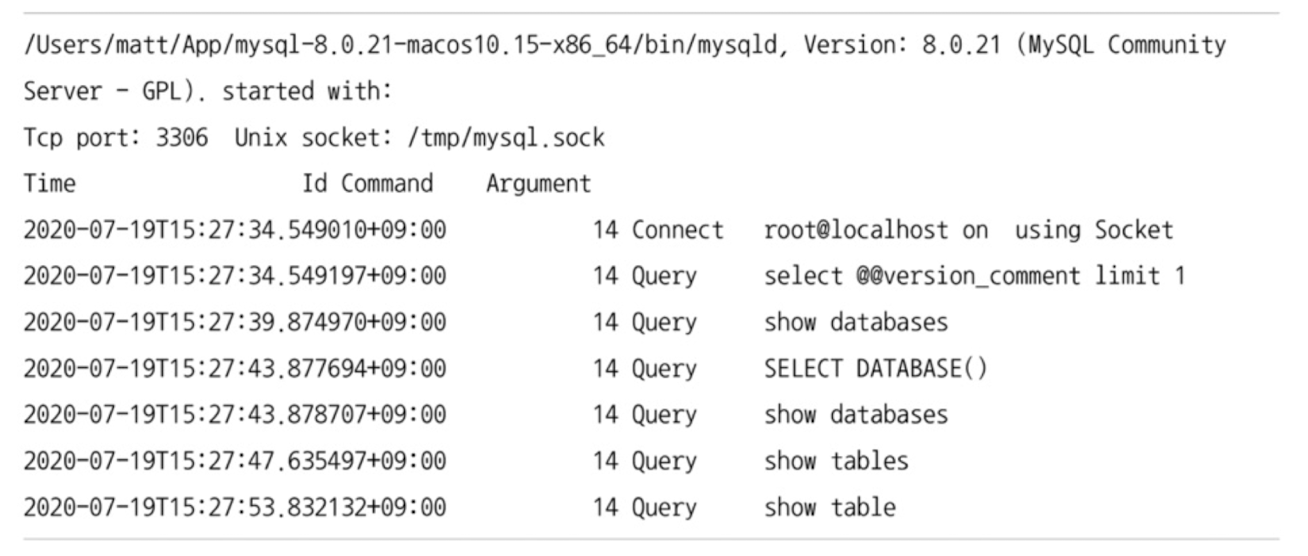 /Users/matt/App/mysql-8.0.21-macos10.15-x86_64/bin/mysqld, Version: 8.0.21 (MySQL Community
Server - GPL). started with:
Tcp port: 3306  Unix socket: /tmp/mysql.sock
Time                 Id Command    Argument
2020-07-19T15:27:34.549010+09:00           14 Connect   root@localhost on  using Socket
2020-07-19T15:27:34.549197+09:00           14 Query     select @@version_comment limit 1
2020-07-19T15:27:39.874970+09:00           14 Query     show databases
2020-07-19T15:27:43.877694+09:00           14 Query     SELECT DATABASE()
2020-07-19T15:27:43.878707+09:00           14 Query     show databases
2020-07-19T15:27:47.635497+09:00           14 Query     show tables
2020-07-19T15:27:53.832132+09:00           14 Query     show table